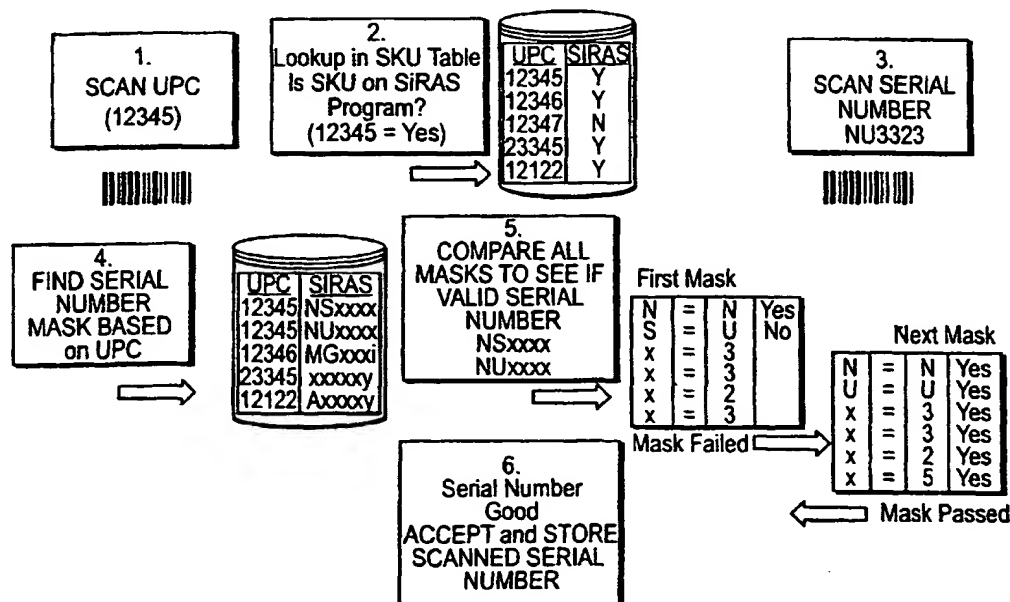 1.
SCAN UPC
(12345)
2.
Lookup in SKU Table
Is SKU on SiRAS
Program?
(12345 = Yes)
UPC SIRAS
12345 Y
12346 Y
12347 N
23345 Y
12122 Y
3.
SCAN SERIAL
NUMBER
NU3323
4.
FIND SERIAL
NUMBER
MASK BASED
on UPC
UPC SIRAS
12345 NSxxxx
12345 NUxxxx
12346 MGxxxi
23345 xxxxxy
12122 Axxxxy
5.
COMPARE ALL
MASKS TO SEE IF
VALID SERIAL
NUMBER
NSxxxx
NUxxxx
First Mask
N = N Yes
S = U No
x = 3
x = 3
x = 2
x = 3
Mask Failed
Next Mask
N = N Yes
U = U Yes
x = 3 Yes
x = 3 Yes
x = 2 Yes
x = 5 Yes
Mask Passed
6.
Serial Number
Good
ACCEPT and STORE
SCANNED SERIAL
NUMBER